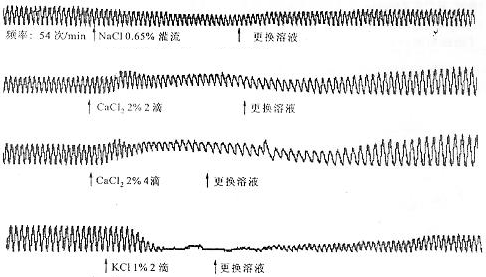 频率: 54 次/min NaCl 0.65% 灌流 更换溶液
CaCl₂ 2% 2滴 更换溶液
CaCl₂ 2% 4滴 更换溶液
KCl 1% 2滴 更换溶液